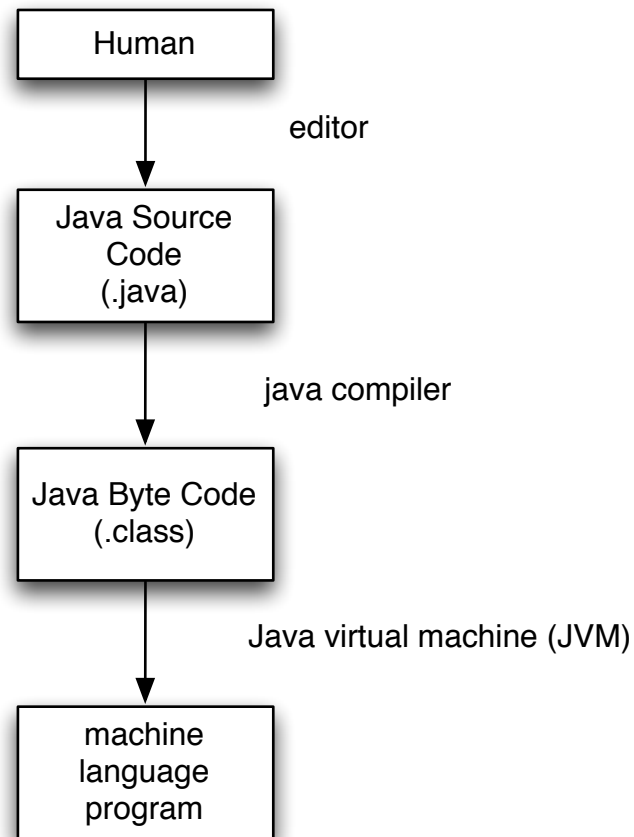 Human
editor
Java Source
Code
(.java)
java compiler
Java Byte Code
(.class)
Java virtual machine (JVM)
machine
language
program